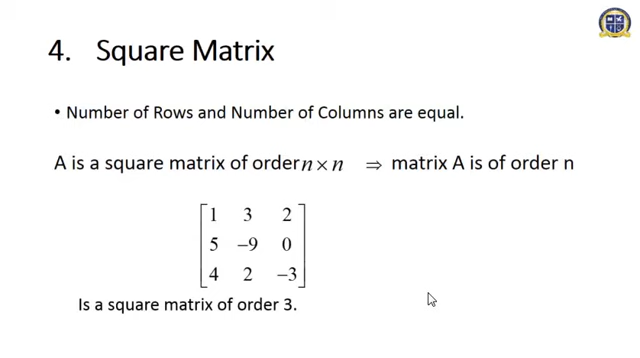 4. Square Matrix
• Number of Rows and Number of Columns are equal.
A is a square matrix of order n × n ⇒ matrix A is of order n
1 3 2
5 −9 0
4 2 −3
Is a square matrix of order 3.